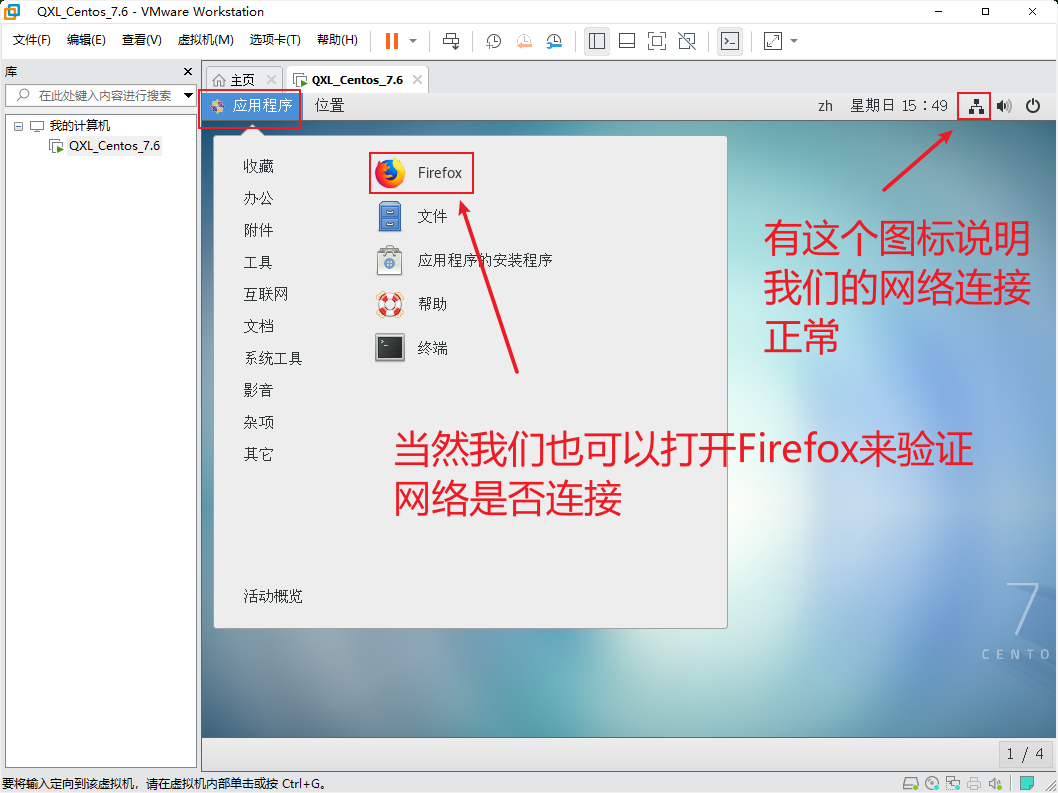 QXL_Centos_7.6 - VMware Workstation
文件(F) 编辑(E) 查看(V) 虚拟机(M) 选项卡(T) 帮助(H)
库
在此处键入内容进行搜索
我的计算机
QXL_Centos_7.6
主页 QXL_Centos_7.6
应用程序 位置 zh 星期日 15：49
收藏
办公
附件
工具
互联网
文档
系统工具
影音
杂项
其它
活动概览
Firefox
文件
应用程序的安装程序
帮助
终端
有这个图标说明
我们的网络连接
正常
当然我们也可以打开Firefox来验证
网络是否连接
7
CENTO
1 / 4
要将输入定向到该虚拟机，请在虚拟机内部单击或按 Ctrl+G。